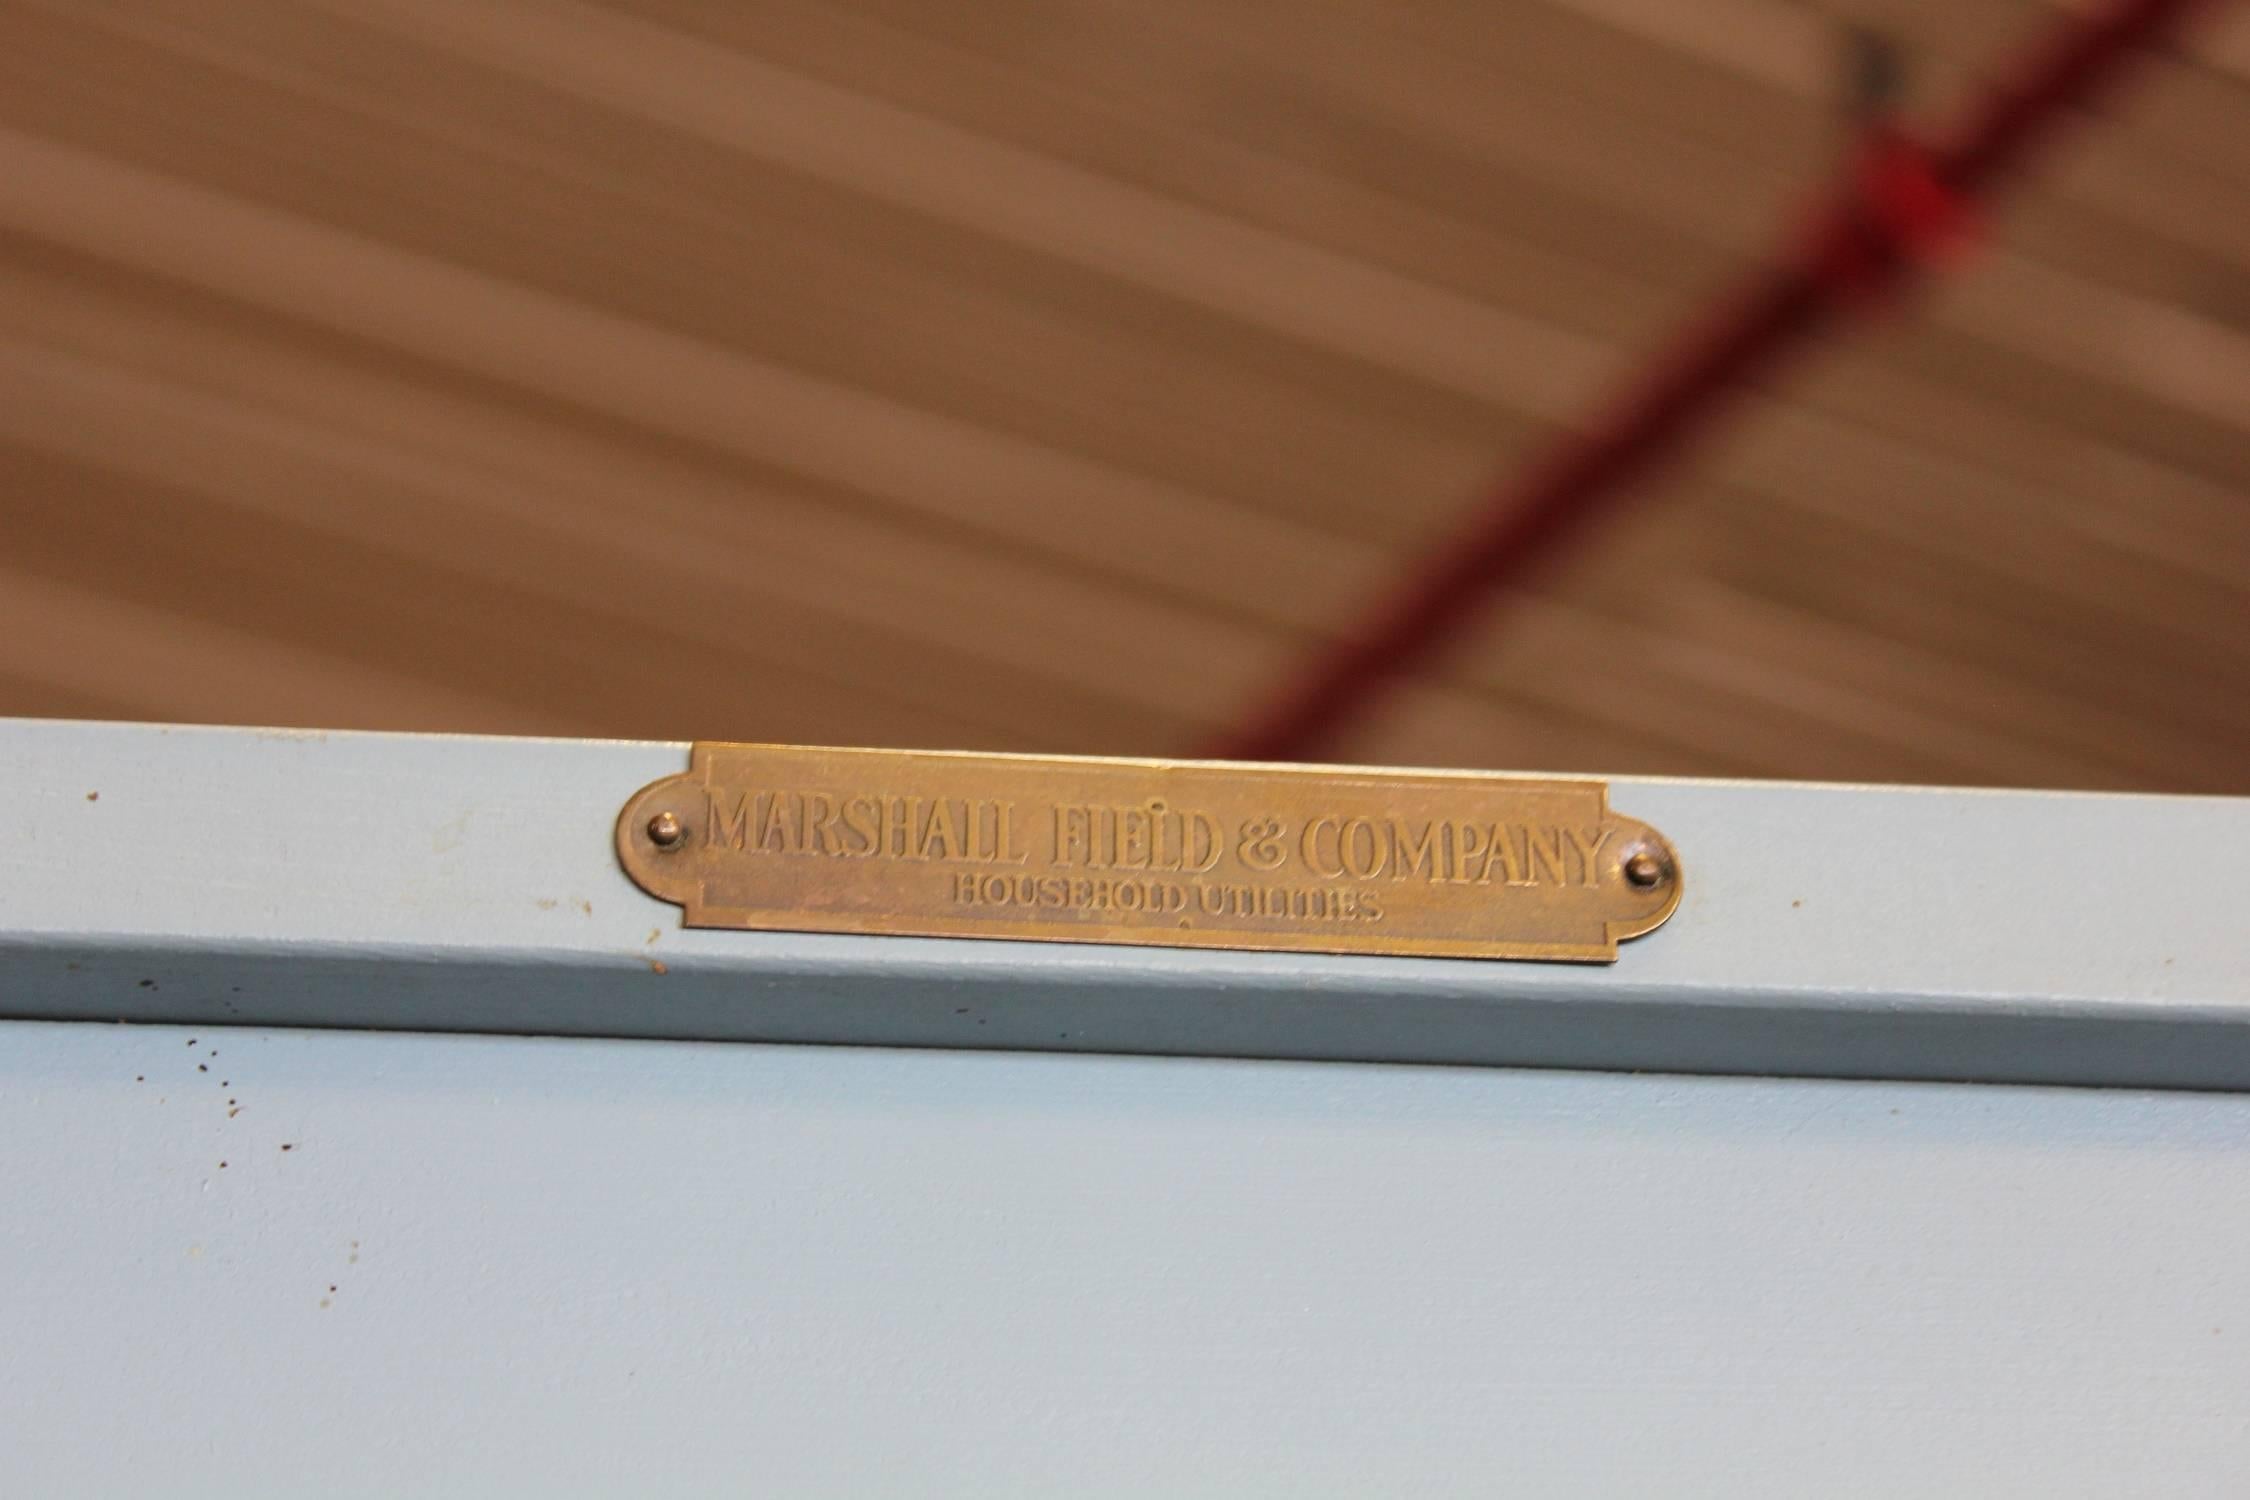 MARSHALL FIELD & COMPANY
HOUSEHOLD UTILITIES